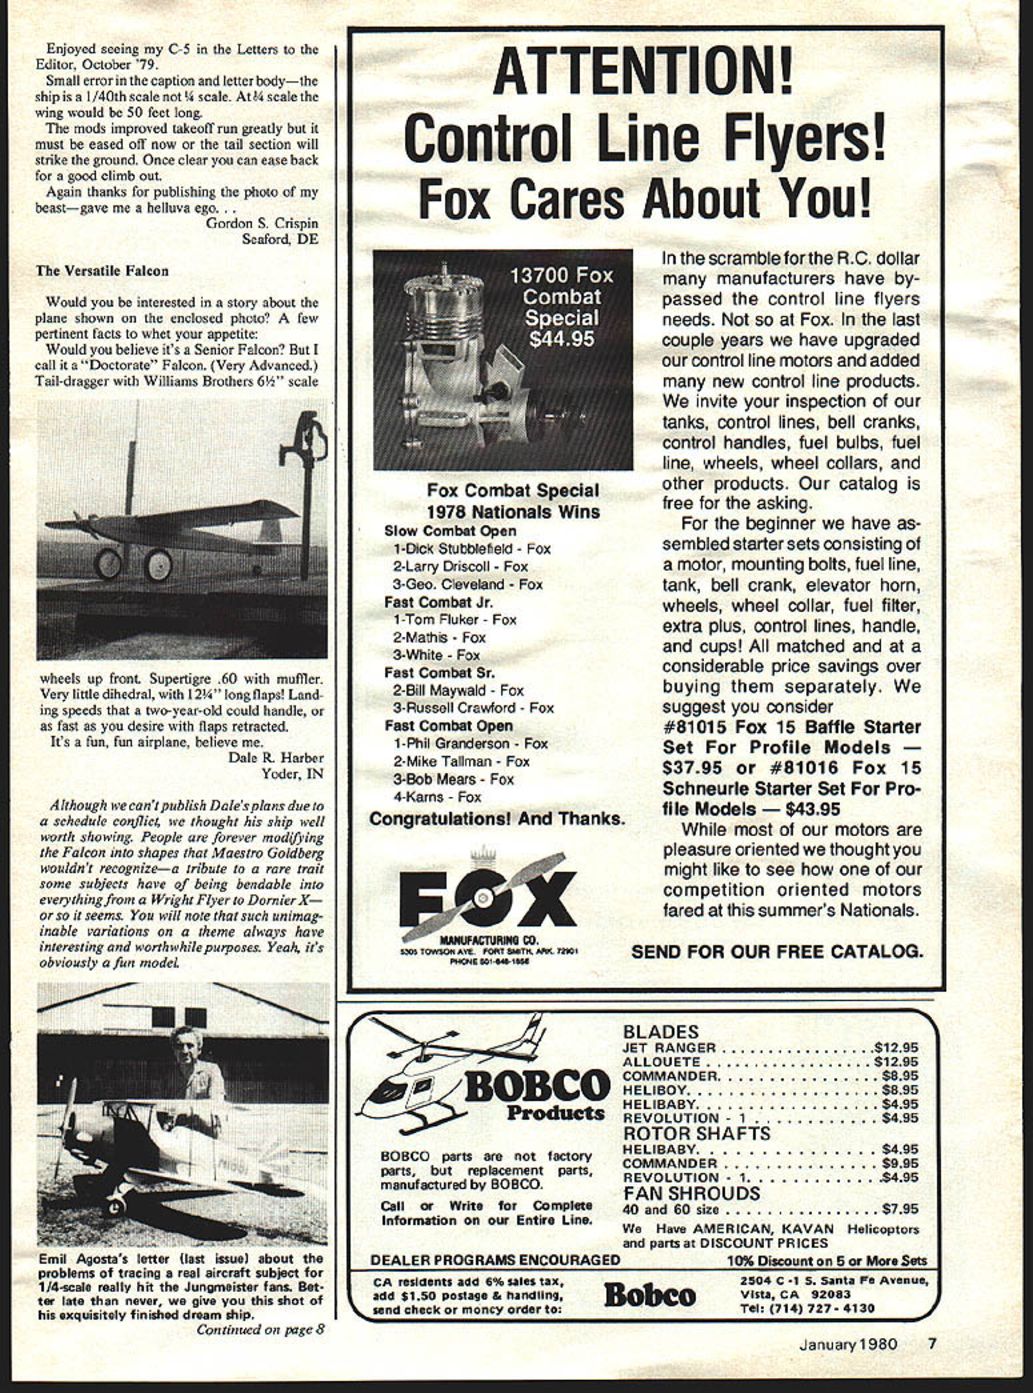 Enjoyed seeing my C-5 in the Letters to the
Editor, October '79.
Small error in the caption and letter body—the
ship is a 1/40th scale not ¼ scale. At ¼ scale the
wing would be 50 feet long.
The mods improved takeoff run greatly but it
must be eased off now or the tail section will
strike the ground. Once clear you can ease back
for a good climb out.
Again thanks for publishing the photo of my
beast—gave me a helluva ego. . .
Gordon S. Crispin
Seaford, DE
The Versatile Falcon
Would you be interested in a story about the
plane shown on the enclosed photo? A few
pertinent facts to whet your appetite:
Would you believe it's a Senior Falcon? But I
call it a "Doctorate" Falcon. (Very Advanced.)
Tail-dragger with Williams Brothers 6½" scale
wheels up front. Supertigre .60 with muffler.
Very little dihedral, with 12¼" long flaps! Land-
ing speeds that a two-year-old could handle, or
as fast as you desire with flaps retracted.
It's a fun, fun airplane, believe me.
Dale R. Harber
Yoder, IN
Although we can't publish Dale's plans due to
a schedule conflict, we thought his ship well
worth showing. People are forever modifying
the Falcon into shapes that Maestro Goldberg
wouldn't recognize—a tribute to a rare trait
some subjects have of being bendable into
everything from a Wright Flyer to Dornier X—
or so it seems. You will note that such unimag-
inable variations on a theme always have
interesting and worthwhile purposes. Yeah, it's
obviously a fun model.
Emil Agosta's letter (last issue) about the
problems of tracing a real aircraft subject for
1/4-scale really hit the Jungmeister fans. Bet-
ter late than never, we give you this shot of
his exquisitely finished dream ship.
Continued on page 8
ATTENTION!
Control Line Flyers!
Fox Cares About You!
13700 Fox
Combat
Special
$44.95
Fox Combat Special
1978 Nationals Wins
Slow Combat Open
1-Dick Stubblefield - Fox
2-Larry Driscoll - Fox
3-Geo. Cleveland - Fox
Fast Combat Jr.
1-Tom Fluker - Fox
2-Mathis - Fox
3-White - Fox
Fast Combat Sr.
2-Bill Maywald - Fox
3-Russell Crawford - Fox
Fast Combat Open
1-Phil Granderson - Fox
2-Mike Tallman - Fox
3-Bob Mears - Fox
4-Karns - Fox
Congratulations! And Thanks.
FOX
MANUFACTURING CO.
5305 TOWSON AVE. FORT SMITH, ARK. 72901
PHONE 501-646-1656
In the scramble for the R.C. dollar
many manufacturers have by-
passed the control line flyers
needs. Not so at Fox. In the last
couple years we have upgraded
our control line motors and added
many new control line products.
We invite your inspection of our
tanks, control lines, bell cranks,
control handles, fuel bulbs, fuel
line, wheels, wheel collars, and
other products. Our catalog is
free for the asking.
For the beginner we have as-
sembled starter sets consisting of
a motor, mounting bolts, fuel line,
tank, bell crank, elevator horn,
wheels, wheel collar, fuel filter,
extra plus, control lines, handle,
and cups! All matched and at a
considerable price savings over
buying them separately. We
suggest you consider
#81015 Fox 15 Baffle Starter
Set For Profile Models —
$37.95 or #81016 Fox 15
Schneurle Starter Set For Pro-
file Models — $43.95
While most of our motors are
pleasure oriented we thought you
might like to see how one of our
competition oriented motors
fared at this summer's Nationals.
SEND FOR OUR FREE CATALOG.
BOBCO
Products
BOBCO parts are not factory
parts, but replacement parts,
manufactured by BOBCO.
Call or Write for Complete
Information on our Entire Line.
BLADES
JET RANGER . . . . . . . . . . . . . . . . $12.95
ALLOUETE . . . . . . . . . . . . . . . . . . $12.95
COMMANDER. . . . . . . . . . . . . . . . $8.95
HELIBOY. . . . . . . . . . . . . . . . . . . . $8.95
HELIBABY. . . . . . . . . . . . . . . . . . . $4.95
REVOLUTION - 1 . . . . . . . . . . . . . $4.95
ROTOR SHAFTS
HELIBABY. . . . . . . . . . . . . . . . . . . $4.95
COMMANDER . . . . . . . . . . . . . . . $9.95
REVOLUTION - 1. . . . . . . . . . . . . $4.95
FAN SHROUDS
40 and 60 size . . . . . . . . . . . . . . . . $7.95
We Have AMERICAN, KAVAN Helicoptors
and parts at DISCOUNT PRICES
DEALER PROGRAMS ENCOURAGED
10% Discount on 5 or More Sets
CA residents add 6% sales tax,
add $1.50 postage & handling,
send check or money order to:
Bobco
2504 C -1 S. Santa Fe Avenue,
Vista, CA 92083
Tel: (714) 727 - 4130
January 1980 7